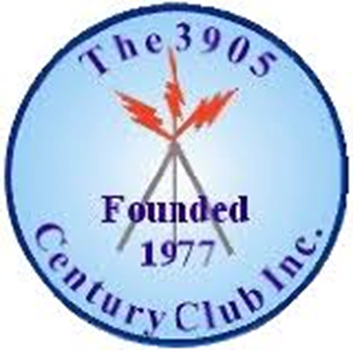 The 3905
Founded
1977
Century Club Inc.